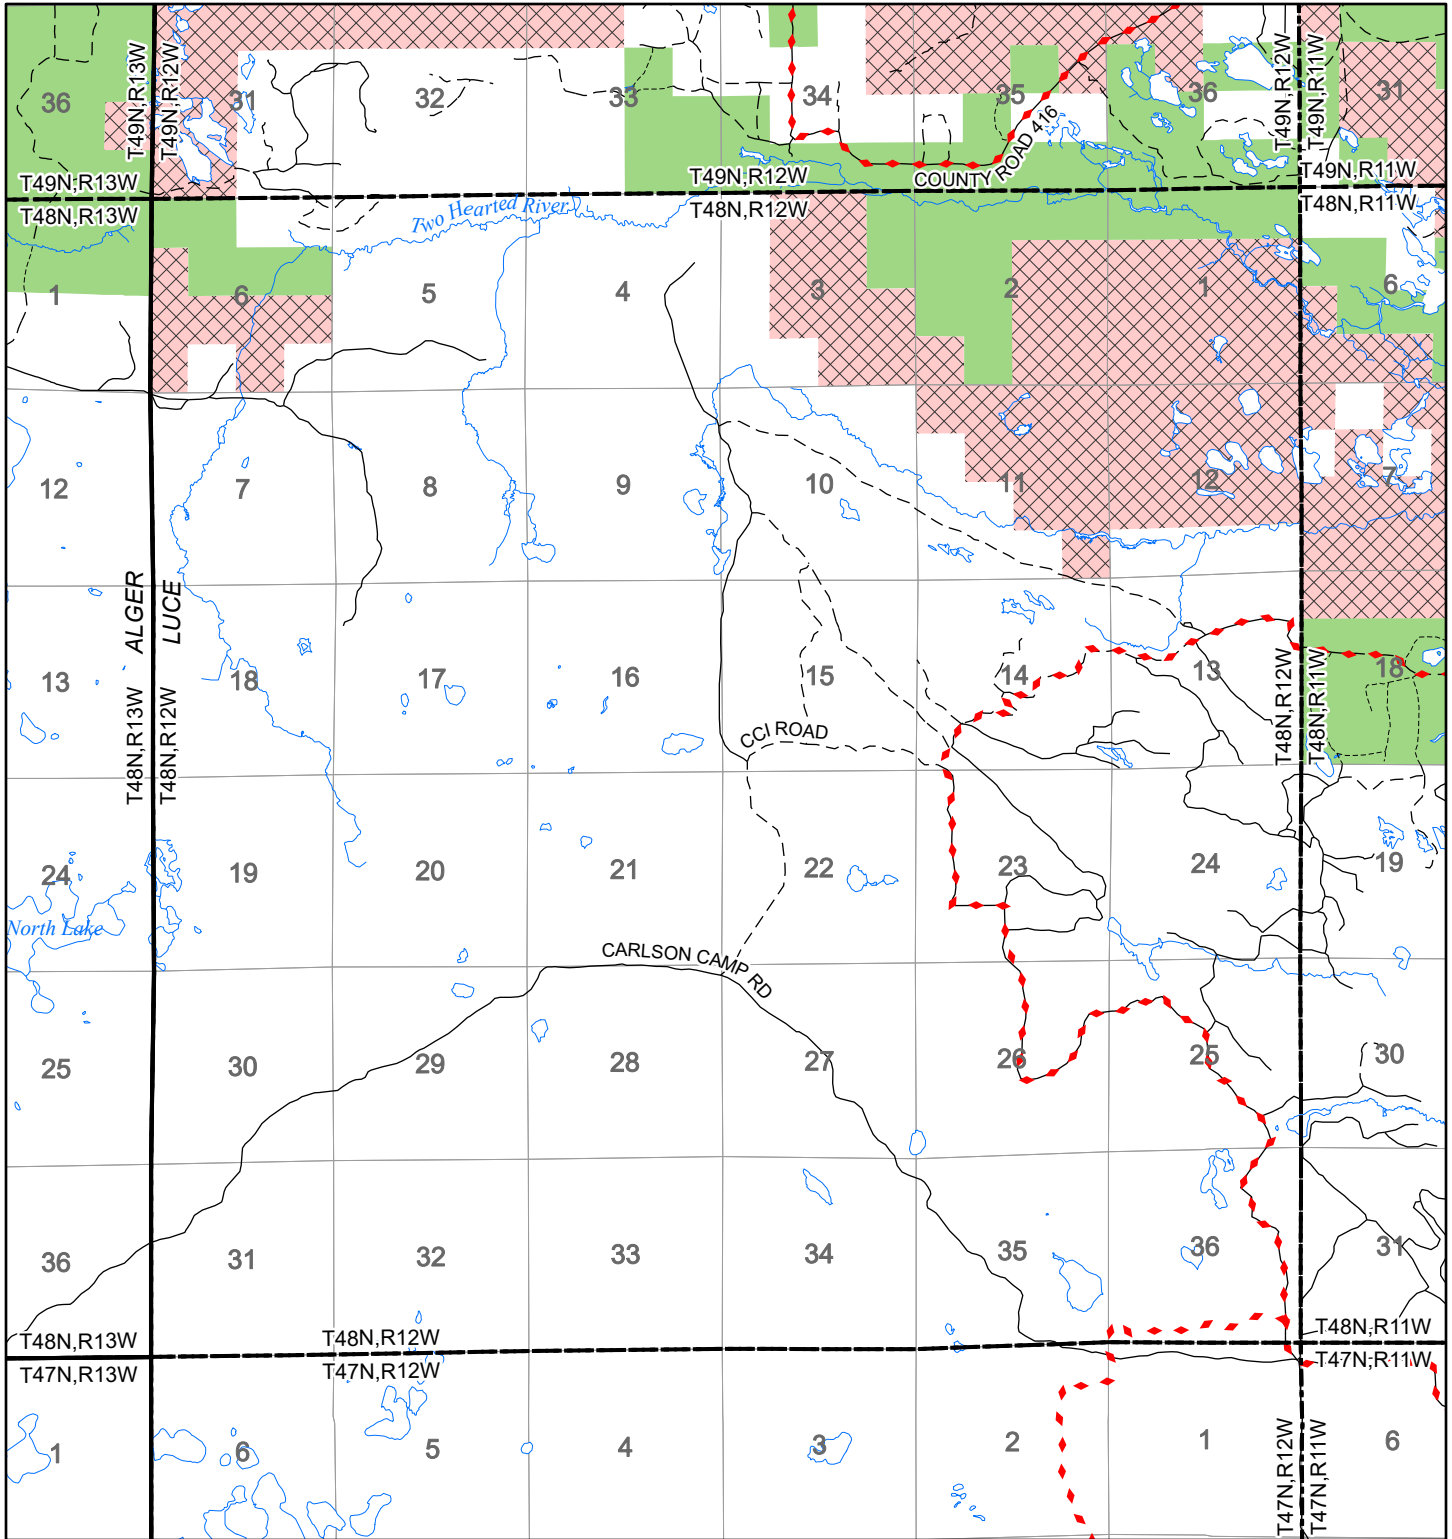 36
T49N,R13W
T49N,R12W
31
32
33
34
35
36
T49N,R12W
T49N,R11W
31
COUNTY ROAD 416
T49N,R13W
T49N,R12W
T49N,R11W
T48N,R13W
T48N,R12W
T48N,R11W
Two Hearted River
1
6
5
4
3
2
1
6
12
7
8
9
10
11
12
7
ALGER
LUCE
13
18
17
16
15
14
13
18
T48N,R13W
T48N,R12W
T48N,R12W
T48N,R11W
CCI ROAD
24
19
20
21
22
23
24
19
North Lake
CARLSON CAMP RD
25
30
29
28
27
26
25
30
36
31
32
33
34
35
36
31
T48N,R13W
T48N,R12W
T48N,R11W
T47N,R13W
T47N,R12W
T47N,R11W
1
6
5
4
3
2
1
6
T47N,R12W
T47N,R11W